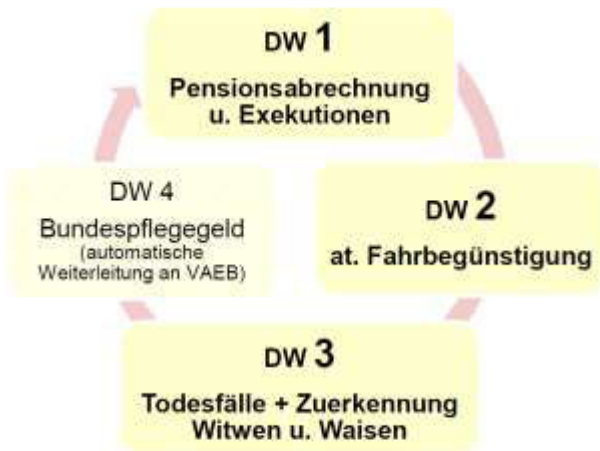 DW 1
Pensionsabrechnung
u. Exekutionen
DW 2
at. Fahrbegünstigung
DW 3
Todesfälle + Zuerkennung
Witwen u. Waisen
DW 4
Bundespflegegeld
(automatische
Weiterleitung an VAEB)